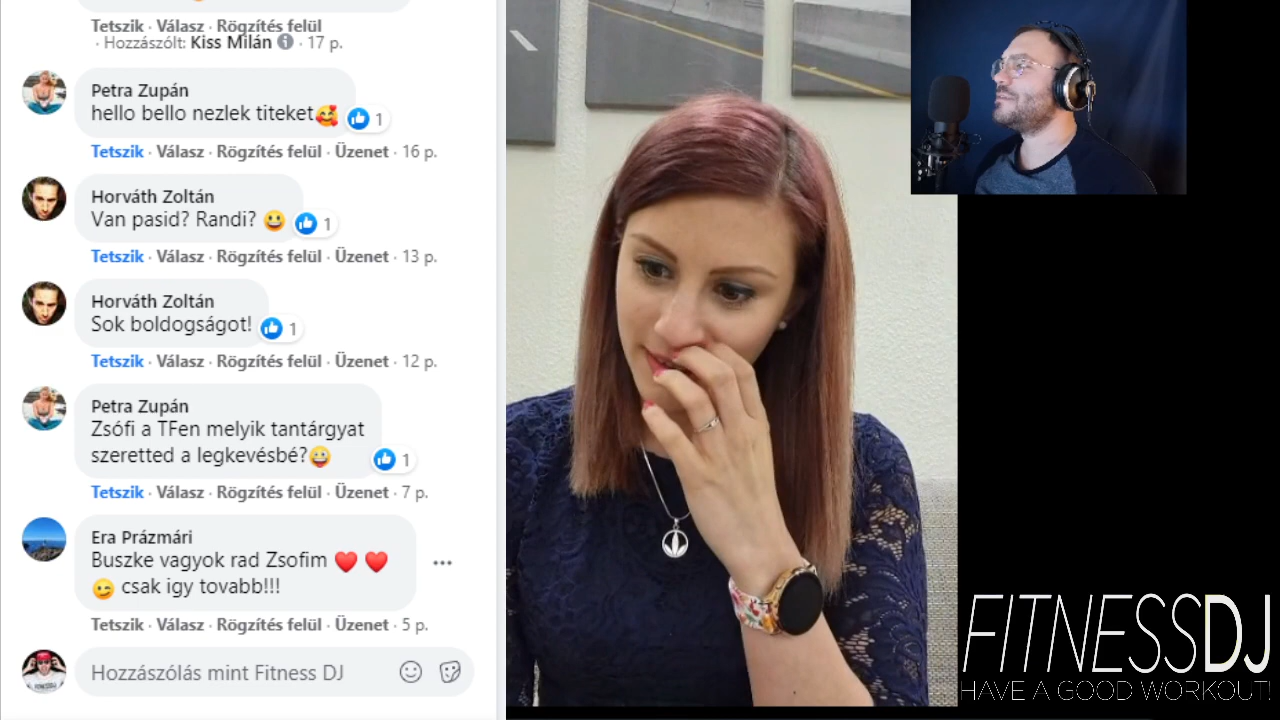 Tetszik · Válasz · Rögzítés felül
· Hozzászólt: Kiss Milán · 17 p.
Petra Zupán
hello bello nezlek titeket🥰 1
Tetszik · Válasz · Rögzítés felül · Üzenet · 16 p.
Horváth Zoltán
Van pasid? Randi? 😃 1
Tetszik · Válasz · Rögzítés felül · Üzenet · 13 p.
Horváth Zoltán
Sok boldogságot! 1
Tetszik · Válasz · Rögzítés felül · Üzenet · 12 p.
Petra Zupán
Zsófi a TFen melyik tantárgyat
szeretted a legkevésbé?😜 1
Tetszik · Válasz · Rögzítés felül · Üzenet · 7 p.
Era Prázmári
Buszke vagyok rad Zsofim ❤️ ❤️
😉 csak igy tovabb!!!
Tetszik · Válasz · Rögzítés felül · Üzenet · 5 p.
Hozzászólás mint Fitness DJ
FITNESSDJ
HAVE A GOOD WORKOUT!